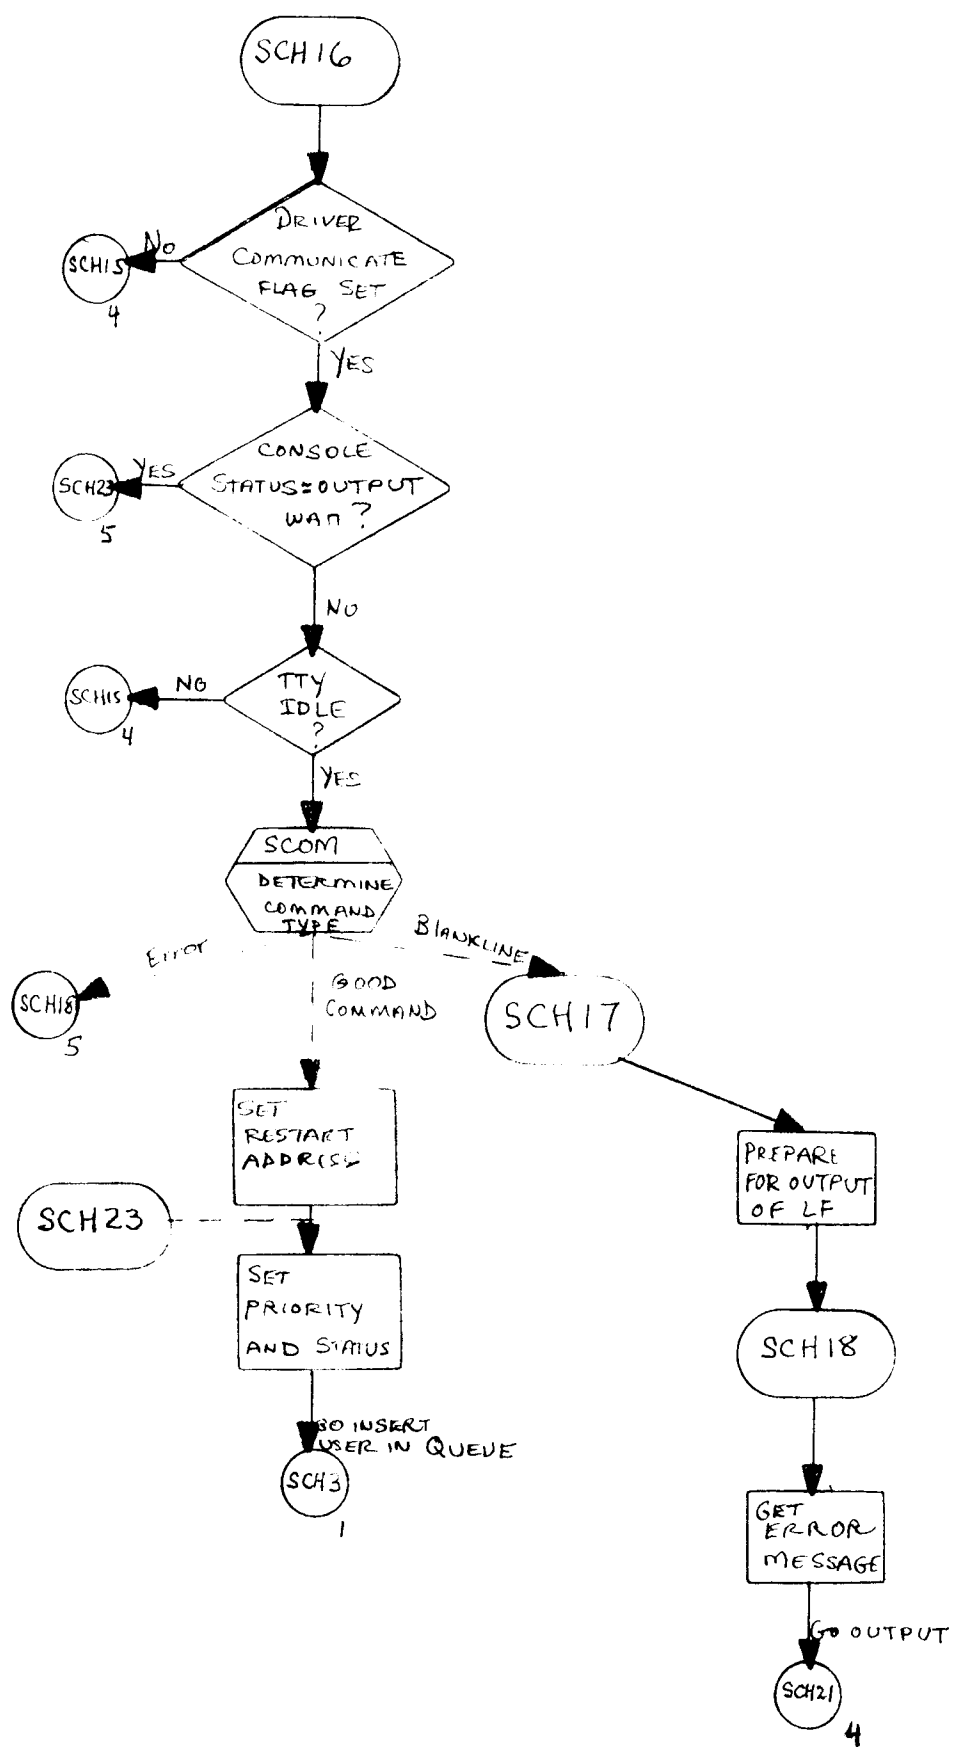 SCH16
DRIVER
COMMUNICATE
FLAG SET
?
No
SCH15
4
YES
CONSOLE
STATUS=OUTPUT
WAIT?
YES
SCH23
5
NO
TTY
IDLE
?
NO
SCH15
4
YES
SCOM
DETERMINE
COMMAND
TYPE
Error
SCH18
5
GOOD
COMMAND
BLANKLINE
SCH17
SET
RESTART
ADDRESS
PREPARE
FOR OUTPUT
OF LF
SCH23
SET
PRIORITY
AND STATUS
SCH18
GO INSERT
USER IN QUEUE
SCH3
1
GET
ERROR
MESSAGE
GO OUTPUT
SCH21
4